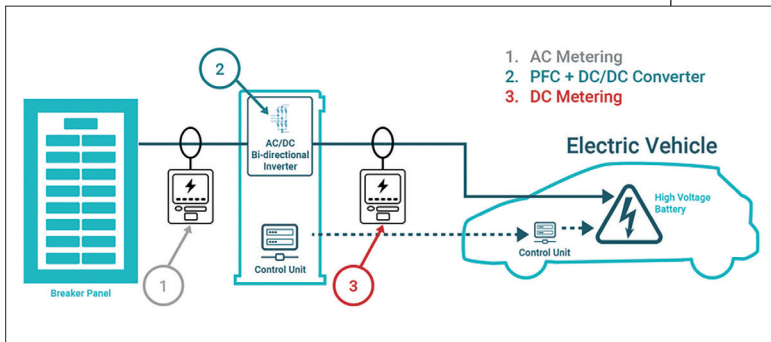 1. AC Metering
2. PFC + DC/DC Converter
3. DC Metering
2
AC/DC
Bi-directional
Inverter
Electric Vehicle
High Voltage
Battery
Control Unit
Control Unit
Breaker Panel
1
3